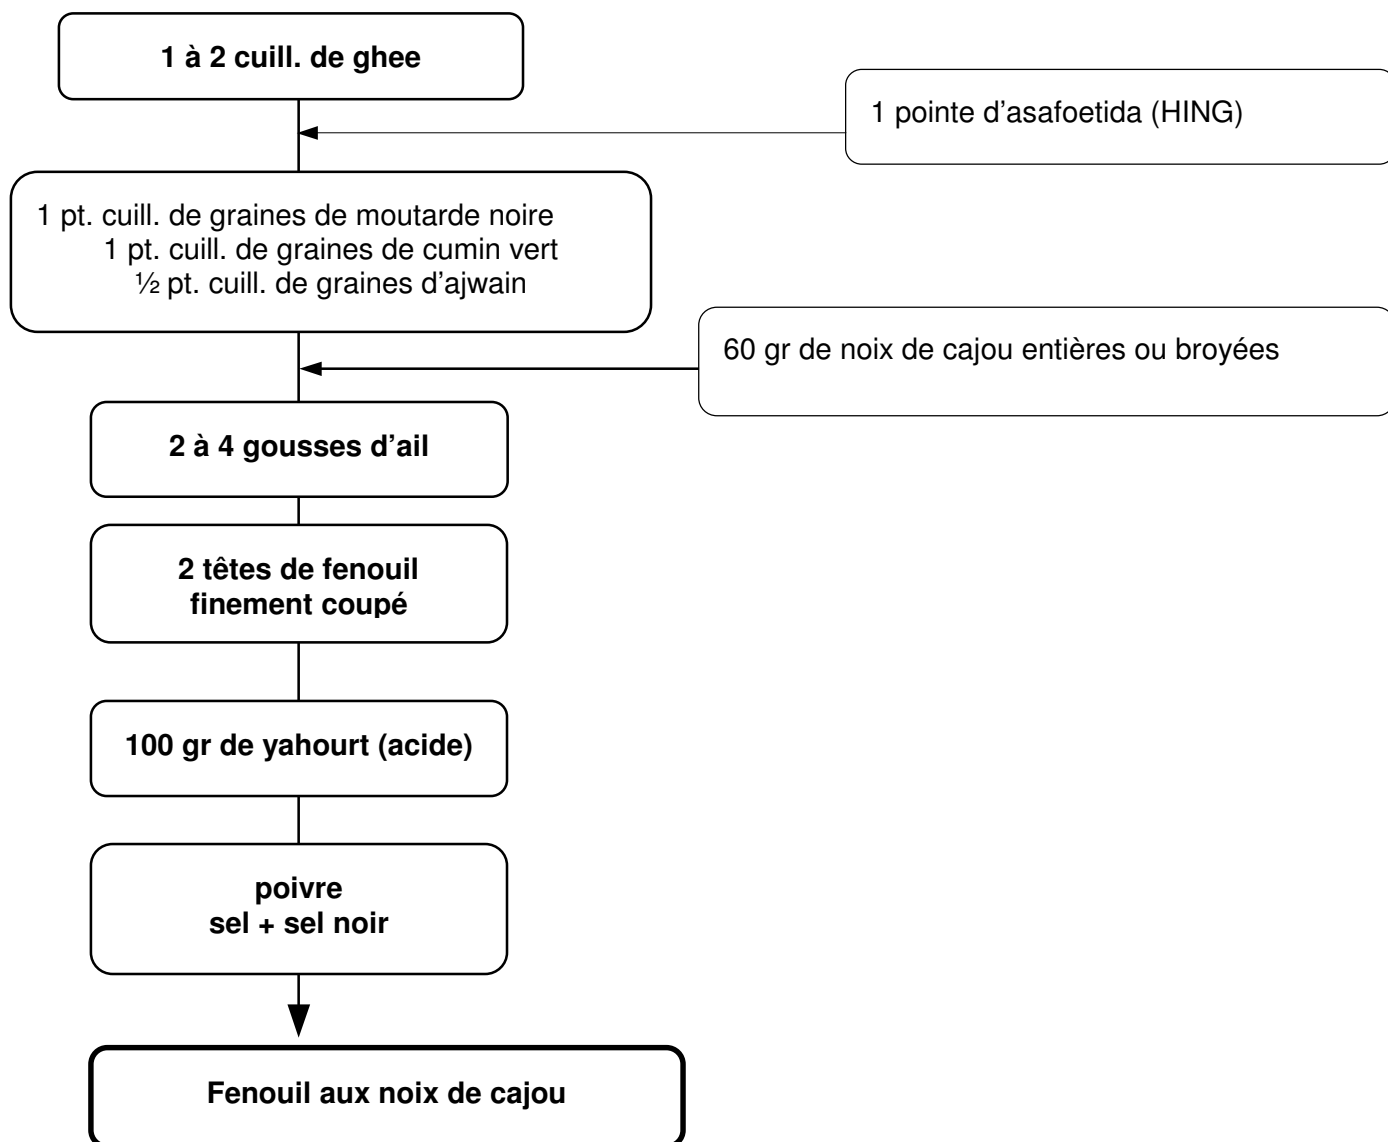 1 à 2 cuill. de ghee
1 pointe d’asafoetida (HING)
1 pt. cuill. de graines de moutarde noire
1 pt. cuill. de graines de cumin vert
½ pt. cuill. de graines d’ajwain
60 gr de noix de cajou entières ou broyées
2 à 4 gousses d’ail
2 têtes de fenouil
finement coupé
100 gr de yahourt (acide)
poivre
sel + sel noir
Fenouil aux noix de cajou